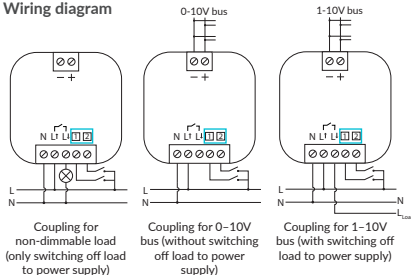 Wiring diagram
0-10V bus
1-10V bus
− +
− +
− +
N L↑ L↓ 1 2
N L↑ L↓ 1 2
N L↑ L↓ 1 2
L
N
L
N
L
N
N
L Load
Coupling for
non-dimmable load
(only switching off load
to power supply)
Coupling for 0–10V
bus (without switching
off load to power
supply)
Coupling for 1–10V
bus (with switching off
load to power supply)